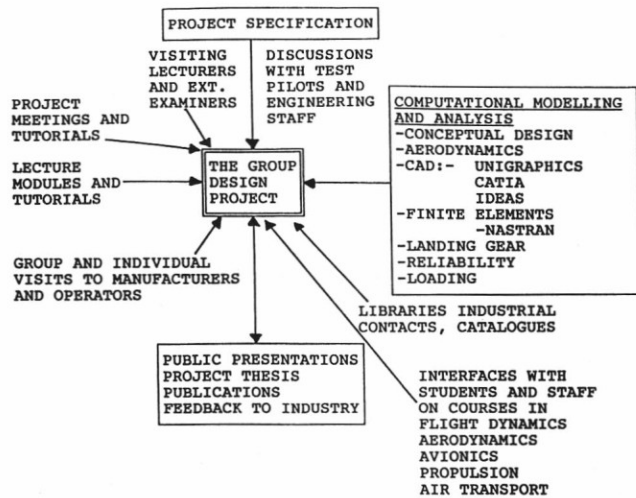 PROJECT SPECIFICATION
VISITING
LECTURERS
AND EXT.
EXAMINERS
DISCUSSIONS
WITH TEST
PILOTS AND
ENGINEERING
STAFF
PROJECT
MEETINGS AND
TUTORIALS
LECTURE
MODULES AND
TUTORIALS
THE GROUP
DESIGN
PROJECT
COMPUTATIONAL MODELLING
AND ANALYSIS
-CONCEPTUAL DESIGN
-AERODYNAMICS
-CAD:- UNIGRAPHICS
CATIA
IDEAS
-FINITE ELEMENTS
-NASTRAN
-LANDING GEAR
-RELIABILITY
-LOADING
GROUP AND INDIVIDUAL
VISITS TO MANUFACTURERS
AND OPERATORS
LIBRARIES INDUSTRIAL
CONTACTS, CATALOGUES
PUBLIC PRESENTATIONS
PROJECT THESIS
PUBLICATIONS
FEEDBACK TO INDUSTRY
INTERFACES WITH
STUDENTS AND STAFF
ON COURSES IN
FLIGHT DYNAMICS
AERODYNAMICS
AVIONICS
PROPULSION
AIR TRANSPORT